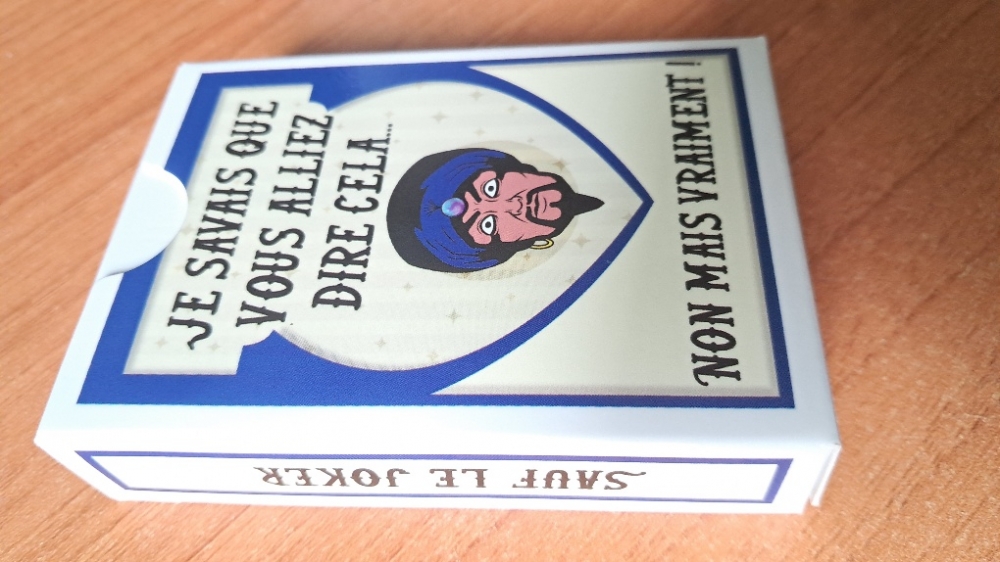 JE SAVAIS QUE
VOUS ALLIEZ
DIRE CELA...
NON MAIS VRAIMENT !
SAUF LE JOKER